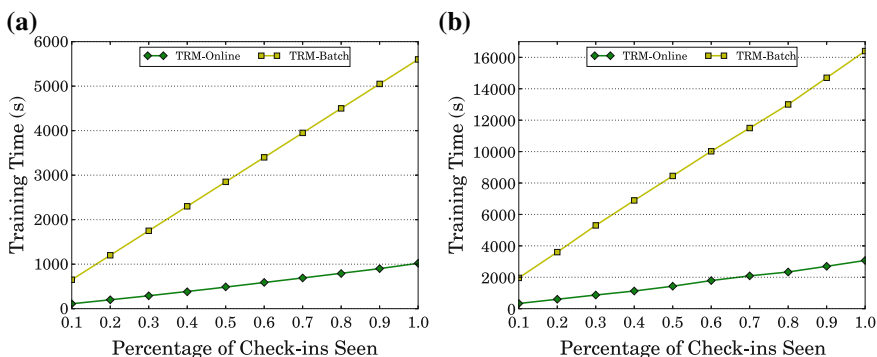 (a)
TRM-Online TRM-Batch
Training Time (s)
6000
5000
4000
3000
2000
1000
0
0.1 0.2 0.3 0.4 0.5 0.6 0.7 0.8 0.9 1.0
Percentage of Check-ins Seen
(b)
TRM-Online TRM-Batch
Training Time (s)
16000
14000
12000
10000
8000
6000
4000
2000
0
0.1 0.2 0.3 0.4 0.5 0.6 0.7 0.8 0.9 1.0
Percentage of Check-ins Seen